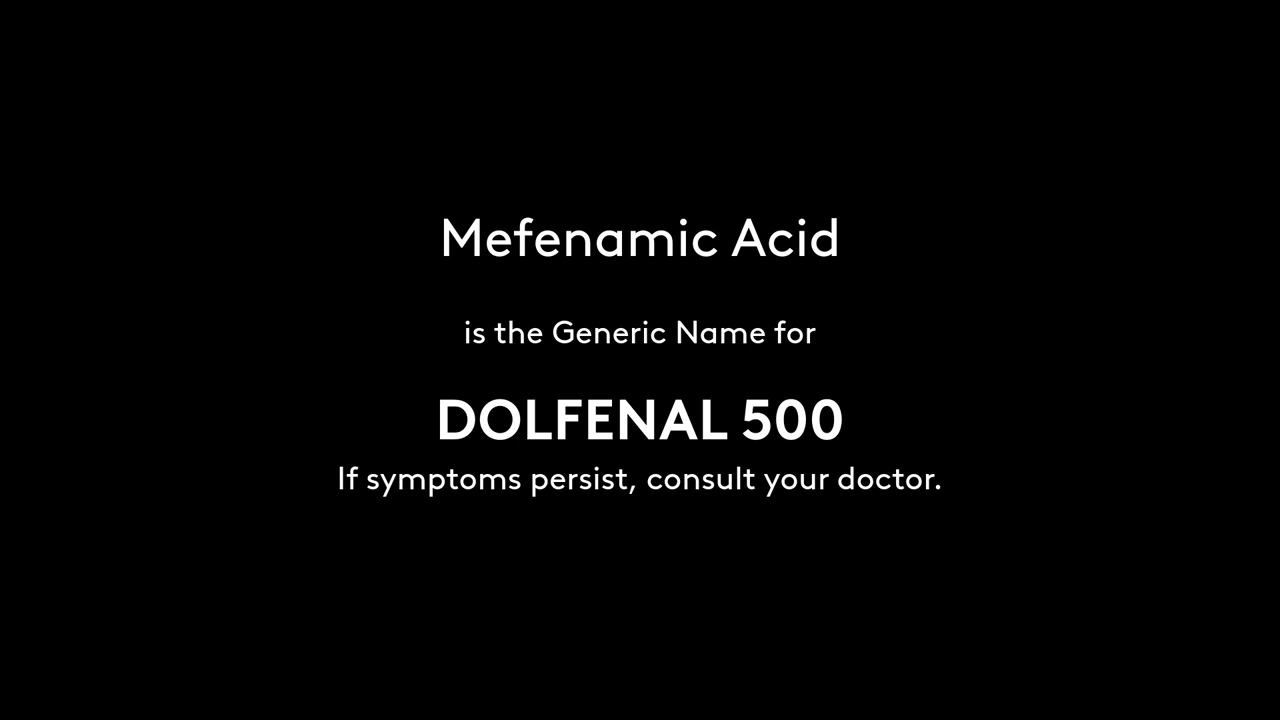 Mefenamic Acid
is the Generic Name for
DOLFENAL 500
If symptoms persist, consult your doctor.